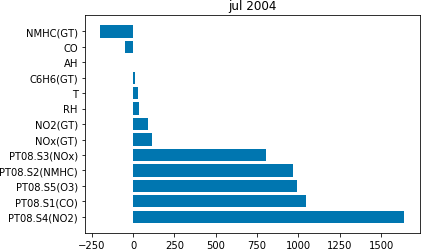 jul 2004
NMHC(GT)
CO
AH
C6H6(GT)
T
RH
NO2(GT)
NOx(GT)
PT08.S3(NOx)
PT08.S2(NMHC)
PT08.S5(O3)
PT08.S1(CO)
PT08.S4(NO2)
−250 0 250 500 750 1000 1250 1500